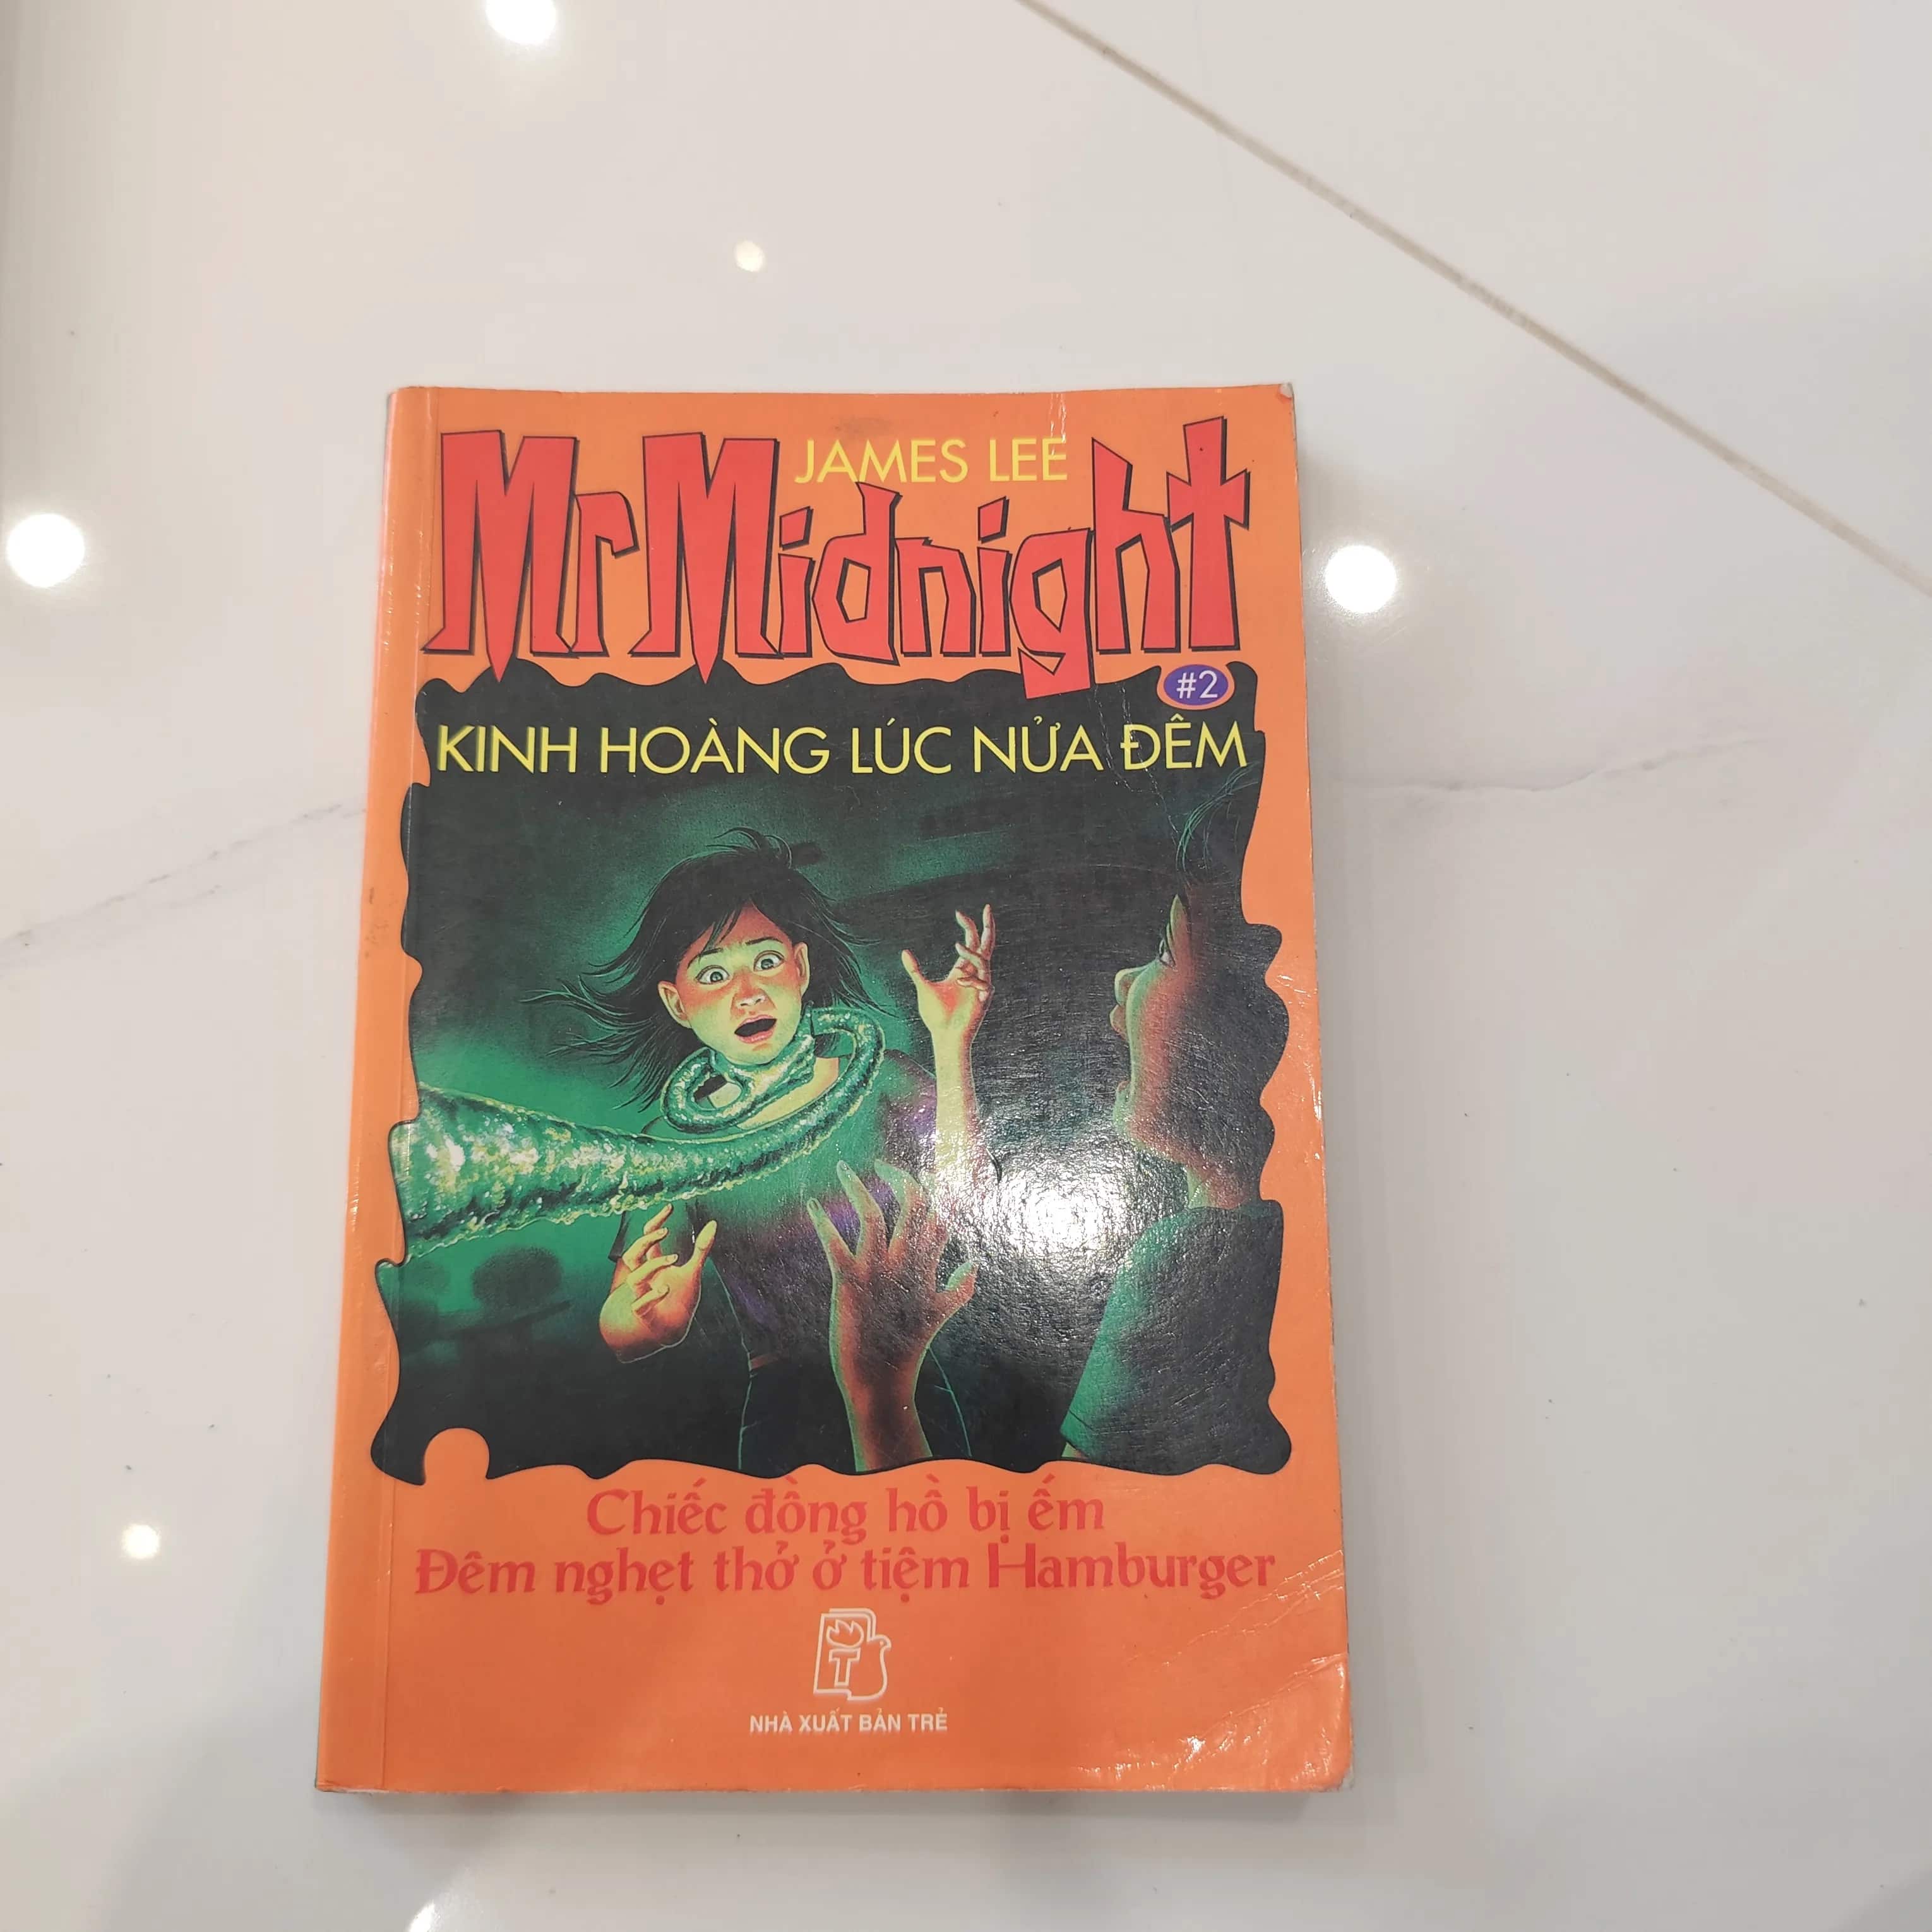 JAMES LEE
Mr Midnight
#2
KINH HOÀNG LÚC NỬA ĐÊM
Chiếc đồng hồ bị ếm
Đêm nghẹt thở ở tiệm Hamburger
T
NHÀ XUẤT BẢN TRẺ